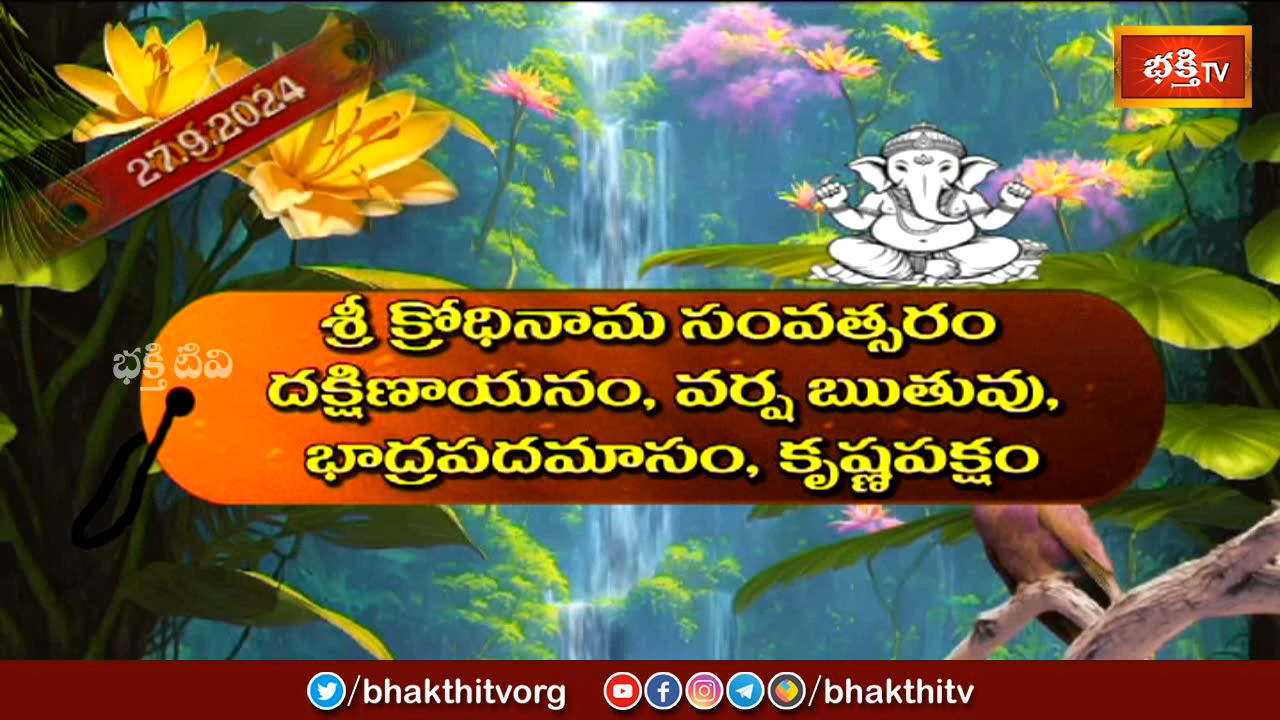 27.9.2024
భక్తి TV
శ్రీ క్రోధినామ సంవత్సరం
భక్తి టివి
దక్షిణాయనం, వర్ష ఋతువు,
భాద్రపదమాసం, కృష్ణపక్షం
/bhakthitvorg
/bhakthitv